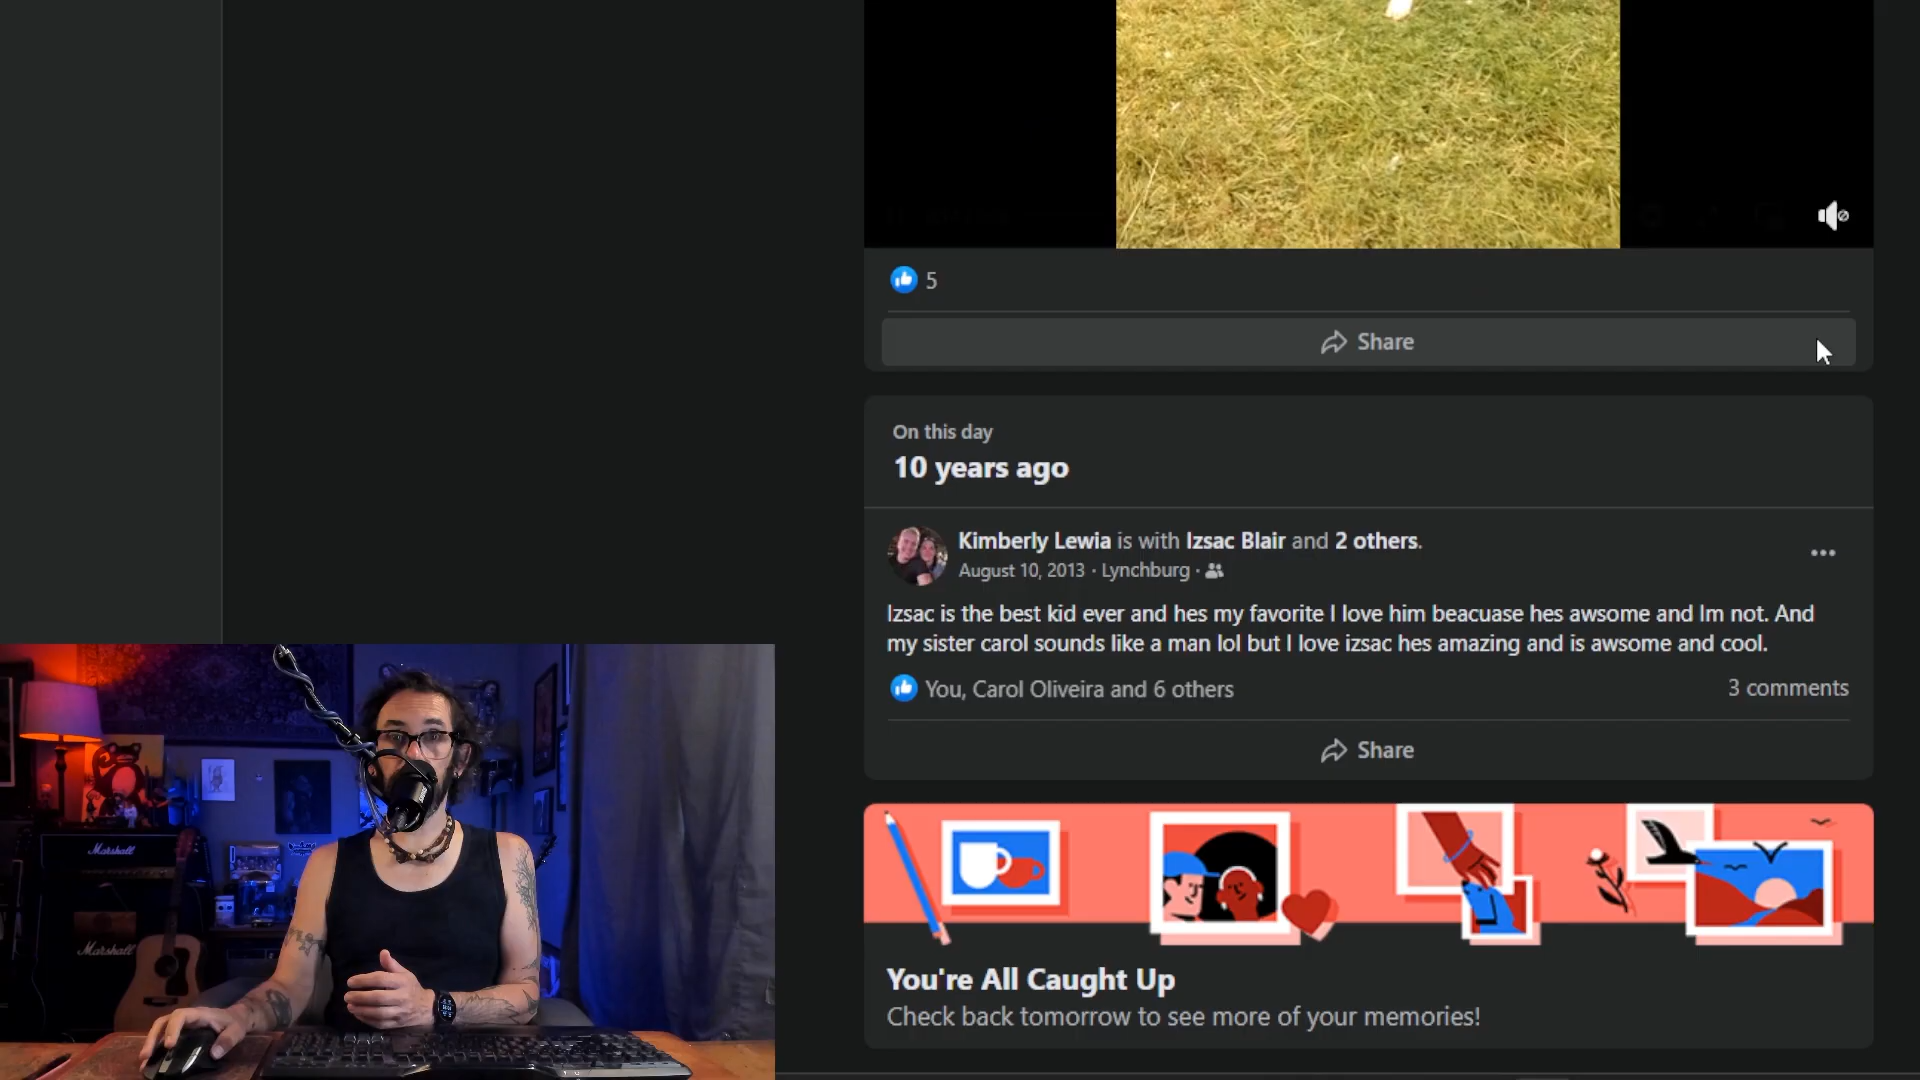 5
Share
On this day
10 years ago
Kimberly Lewia is with Izsac Blair and 2 others.
August 10, 2013 · Lynchburg ·
Izsac is the best kid ever and hes my favorite I love him beacuase hes awsome and Im not. And
my sister carol sounds like a man lol but I love izsac hes amazing and is awsome and cool.
You, Carol Oliveira and 6 others
3 comments
Share
You're All Caught Up
Check back tomorrow to see more of your memories!
Marshall
Marshall